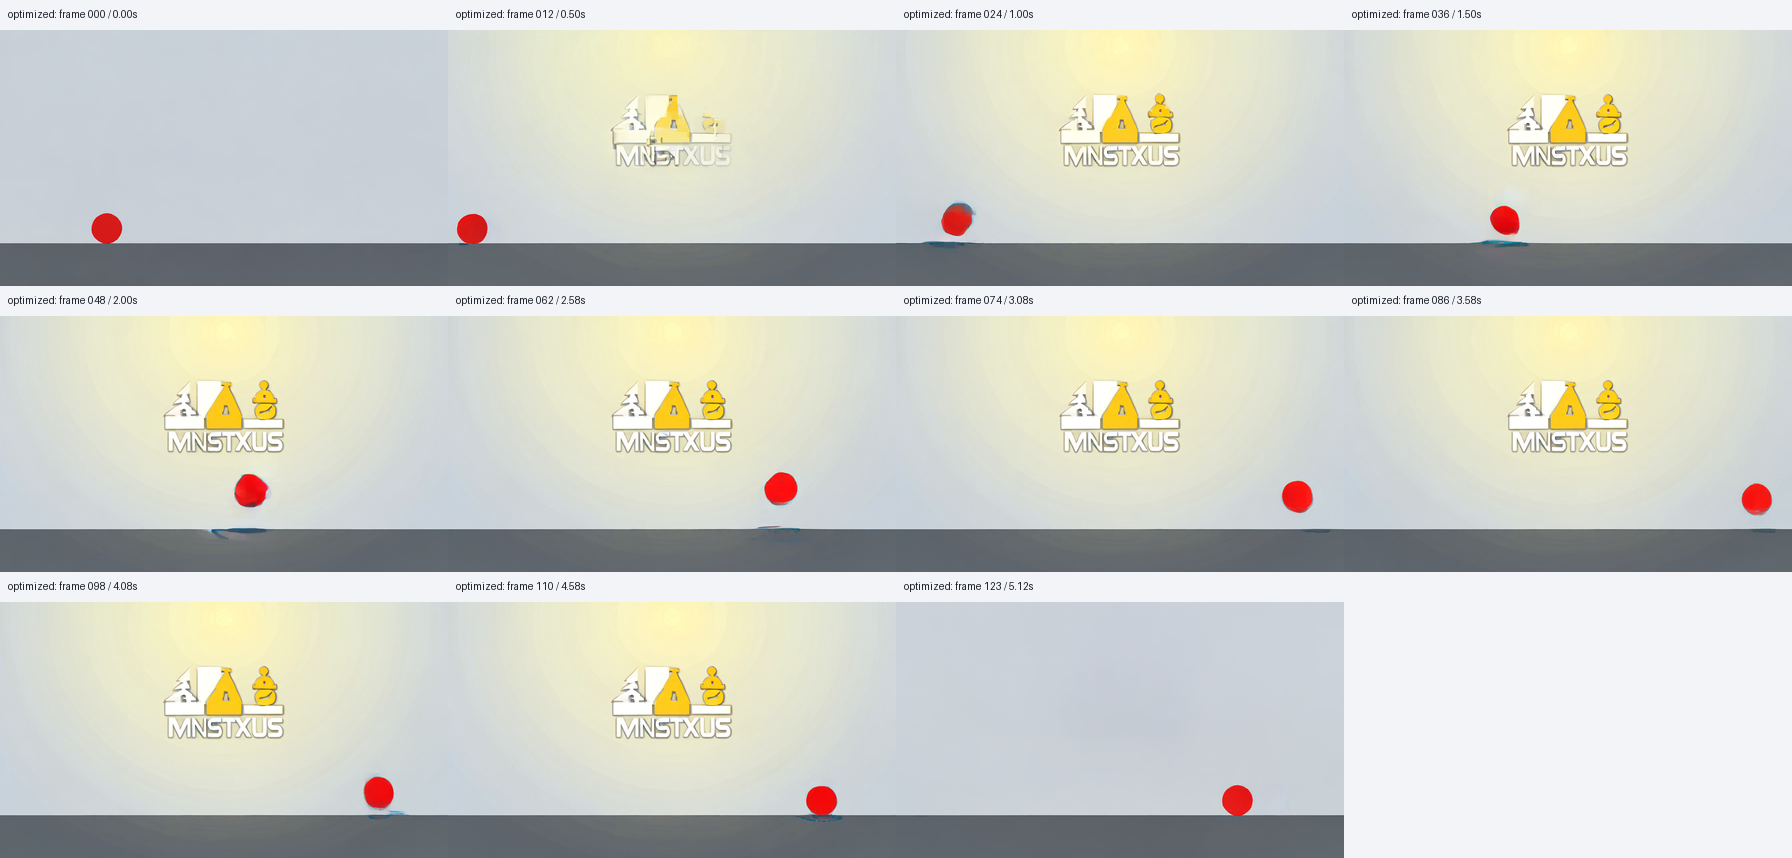 optimized: frame 000 / 0.00s
optimized: frame 012 / 0.50s
optimized: frame 024 / 1.00s
optimized: frame 036 / 1.50s
MNSTXUS
MNSTXUS
MNSTXUS
optimized: frame 048 / 2.00s
optimized: frame 062 / 2.58s
optimized: frame 074 / 3.08s
optimized: frame 086 / 3.58s
MNSTXUS
MNSTXUS
MNSTXUS
MNSTXUS
optimized: frame 098 / 4.08s
optimized: frame 110 / 4.58s
optimized: frame 123 / 5.12s
MNSTXUS
MNSTXUS